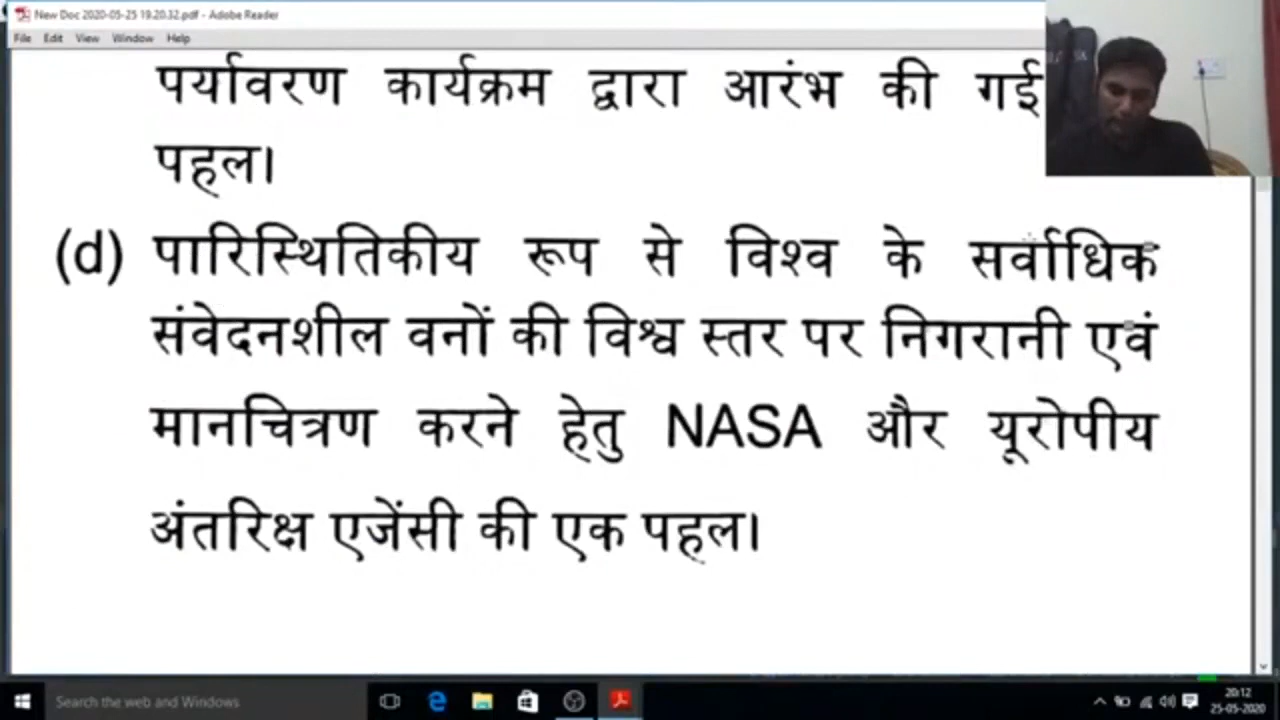 New Doc 2020-05-25 19.20.32.pdf - Adobe Reader
File Edit View Window Help
पर्यावरण कार्यक्रम द्वारा आरंभ की गई
पहल।
(d) पारिस्थितिकीय रूप से विश्व के सर्वाधिक
संवेदनशील वनों की विश्व स्तर पर निगरानी एवं
मानचित्रण करने हेतु NASA और यूरोपीय
अंतरिक्ष एजेंसी की एक पहल।
Search the web and Windows
20:12
25-05-2020